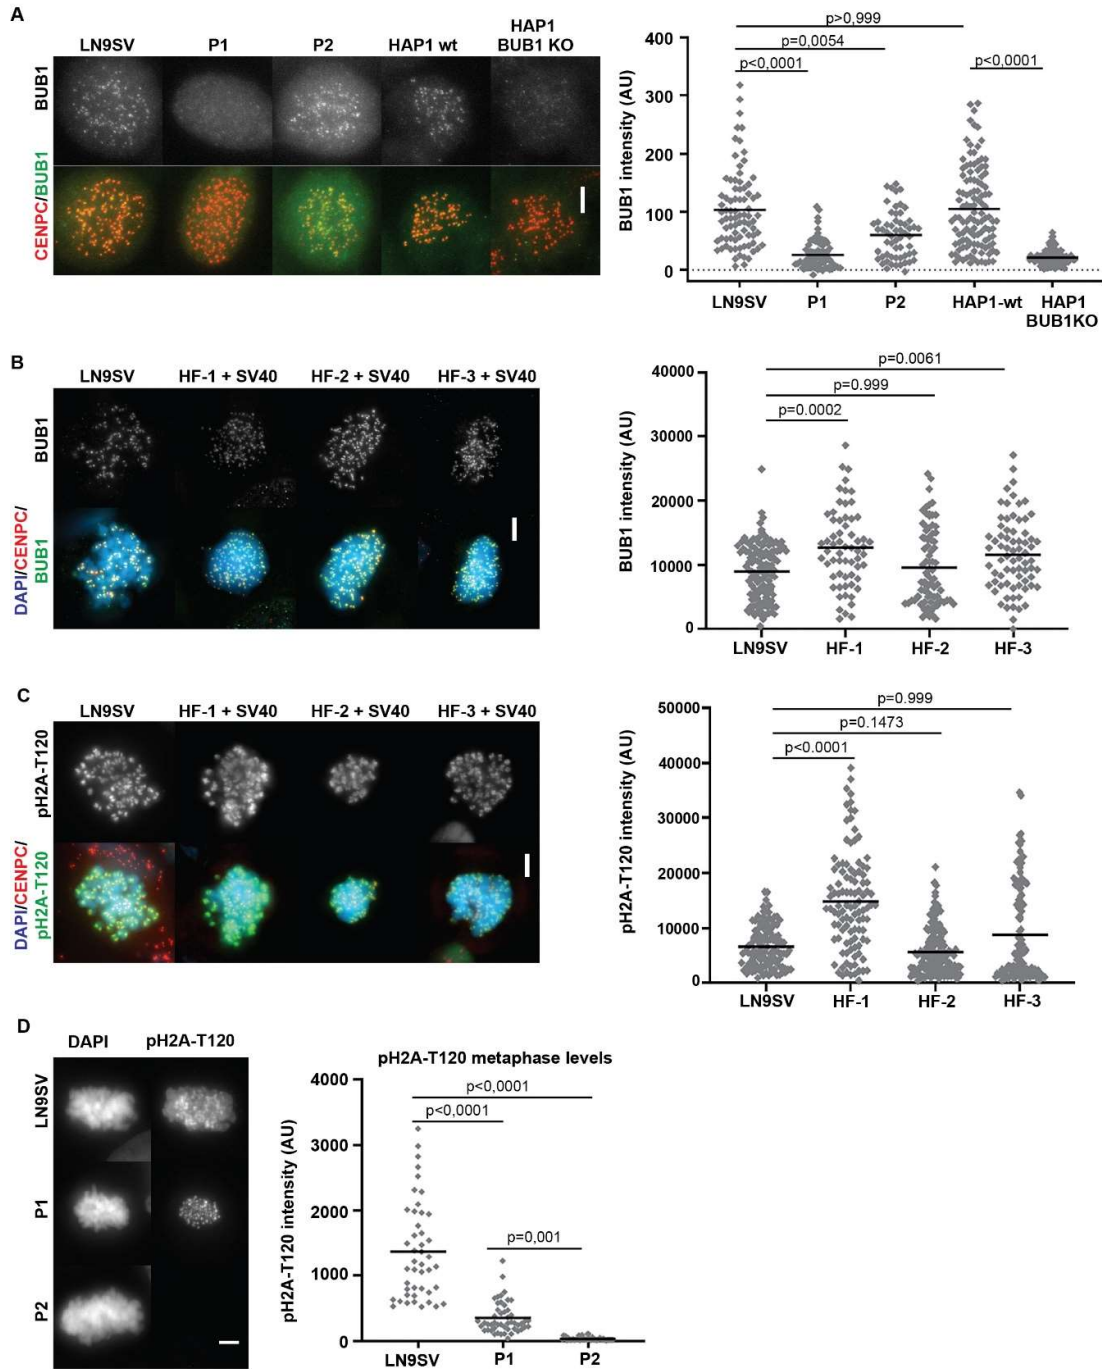 A
LN9SV P1 P2 HAP1 wt HAP1
BUB1 KO
BUB1
CENPC/BUB1
p>0,999
p=0,0054
p<0,0001 p<0,0001
BUB1 intensity (AU)
400
300
200
100
0
LN9SV P1 P2 HAP1-wt HAP1
BUB1KO
B
LN9SV HF-1 + SV40 HF-2 + SV40 HF-3 + SV40
BUB1
DAPI/CENPC/
BUB1
p=0.0061
p=0.999
p=0.0002
BUB1 intensity (AU)
40000
30000
20000
10000
0
LN9SV HF-1 HF-2 HF-3
C
LN9SV HF-1 + SV40 HF-2 + SV40 HF-3 + SV40
pH2A-T120
DAPI/CENPC/
pH2A-T120
p=0.999
p=0.1473
p<0.0001
pH2A-T120 intensity (AU)
50000
40000
30000
20000
10000
0
LN9SV HF-1 HF-2 HF-3
D
DAPI pH2A-T120
LN9SV
P1
P2
pH2A-T120 metaphase levels
p<0,0001
p<0,0001
p=0,001
pH2A-T120 intensity (AU)
4000
3000
2000
1000
0
LN9SV P1 P2